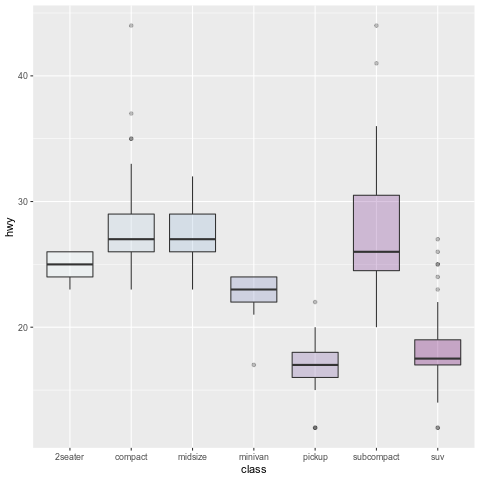 hwy
40
30
20
2seater compact midsize minivan pickup subcompact suv
class